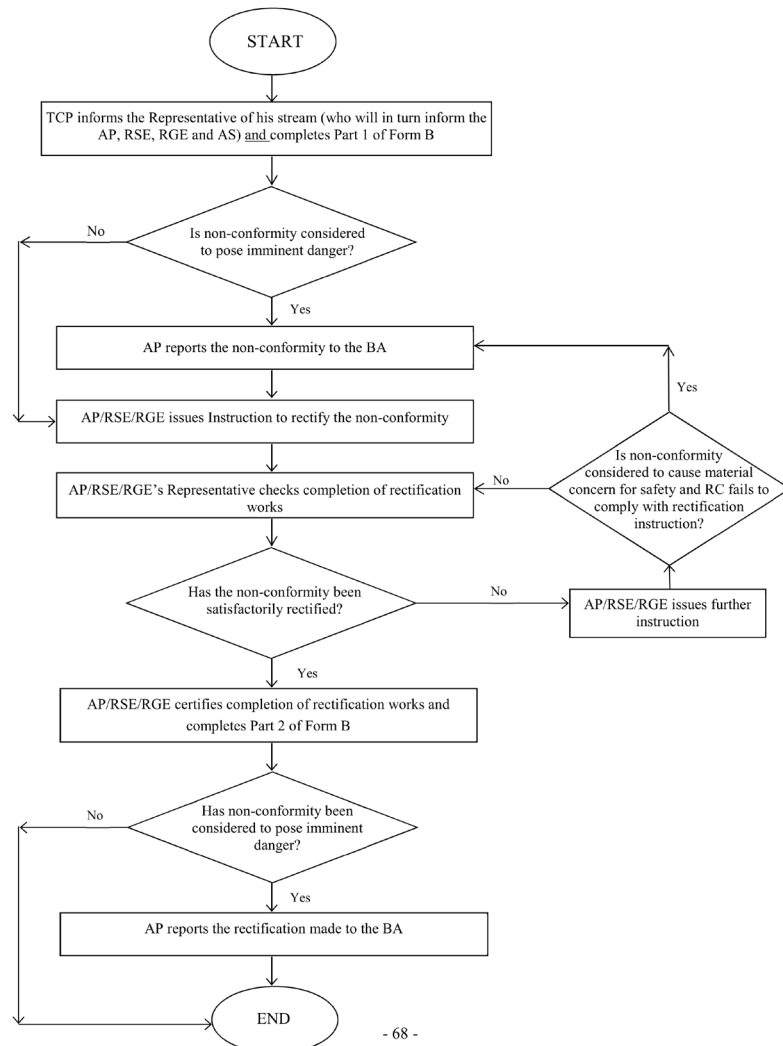 START
TCP informs the Representative of his stream (who will in turn inform the
AP, RSE, RGE and AS) and completes Part 1 of Form B
Is non-conformity considered
to pose imminent danger?
No
Yes
AP reports the non-conformity to the BA
Yes
AP/RSE/RGE issues Instruction to rectify the non-conformity
Is non-conformity
considered to cause material
concern for safety and RC fails to
comply with rectification
instruction?
No
AP/RSE/RGE's Representative checks completion of rectification
works
Has the non-conformity been
satisfactorily rectified?
No
AP/RSE/RGE issues further
instruction
Yes
AP/RSE/RGE certifies completion of rectification works and
completes Part 2 of Form B
Has non-conformity been
considered to pose imminent
danger?
No
Yes
AP reports the rectification made to the BA
END
- 68 -